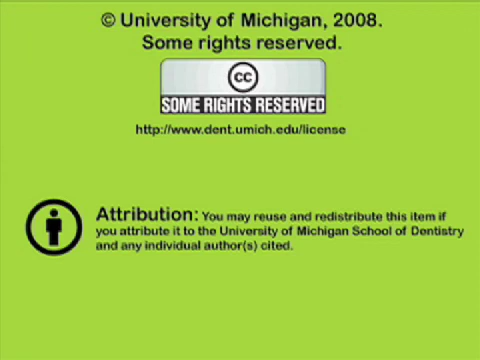 © University of Michigan, 2008.
Some rights reserved.
cc
SOME RIGHTS RESERVED
http://www.dent.umich.edu/license
Attribution: You may reuse and redistribute this item if
you attribute it to the University of Michigan School of Dentistry
and any individual author(s) cited.